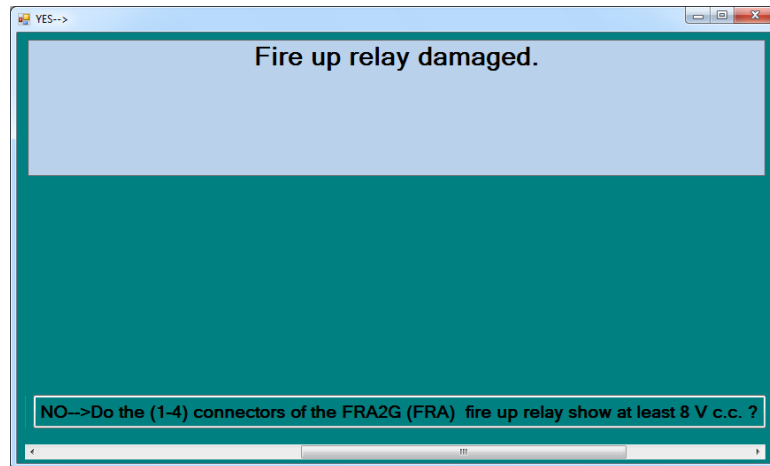 YES-->
Fire up relay damaged.
NO-->Do the (1-4) connectors of the FRA2G (FRA) fire up relay show at least 8 V c.c. ?